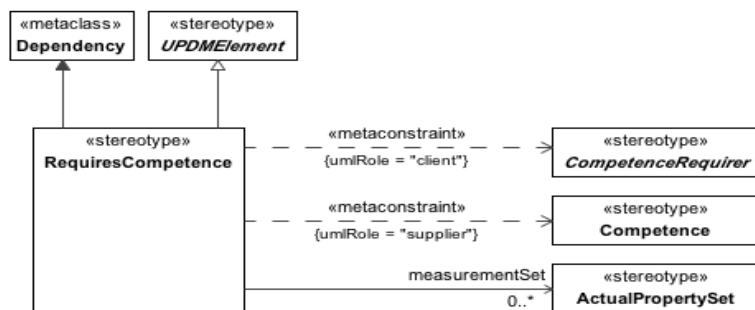 «metaclass»
Dependency
«stereotype»
UPDMElement
«stereotype»
RequiresCompetence
«metaconstraint»
{umlRole = "client"}
«stereotype»
CompetenceRequirer
«metaconstraint»
{umlRole = "supplier"}
«stereotype»
Competence
measurementSet
0..*
«stereotype»
ActualPropertySet